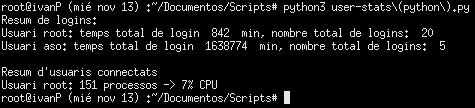 root@ivanP (mié nov 13) :~/Documentos/Scripts# python3 user-stats\(python\).py
Resum de logins:
Usuari root: temps total de login  842  min, nombre total de logins:  20
Usuari aso: temps total de login  1638774  min, nombre total de logins:  5

Resum d'usuaris connectats
Usuari root: 151 processos -> 7% CPU
root@ivanP (mié nov 13) :~/Documentos/Scripts#